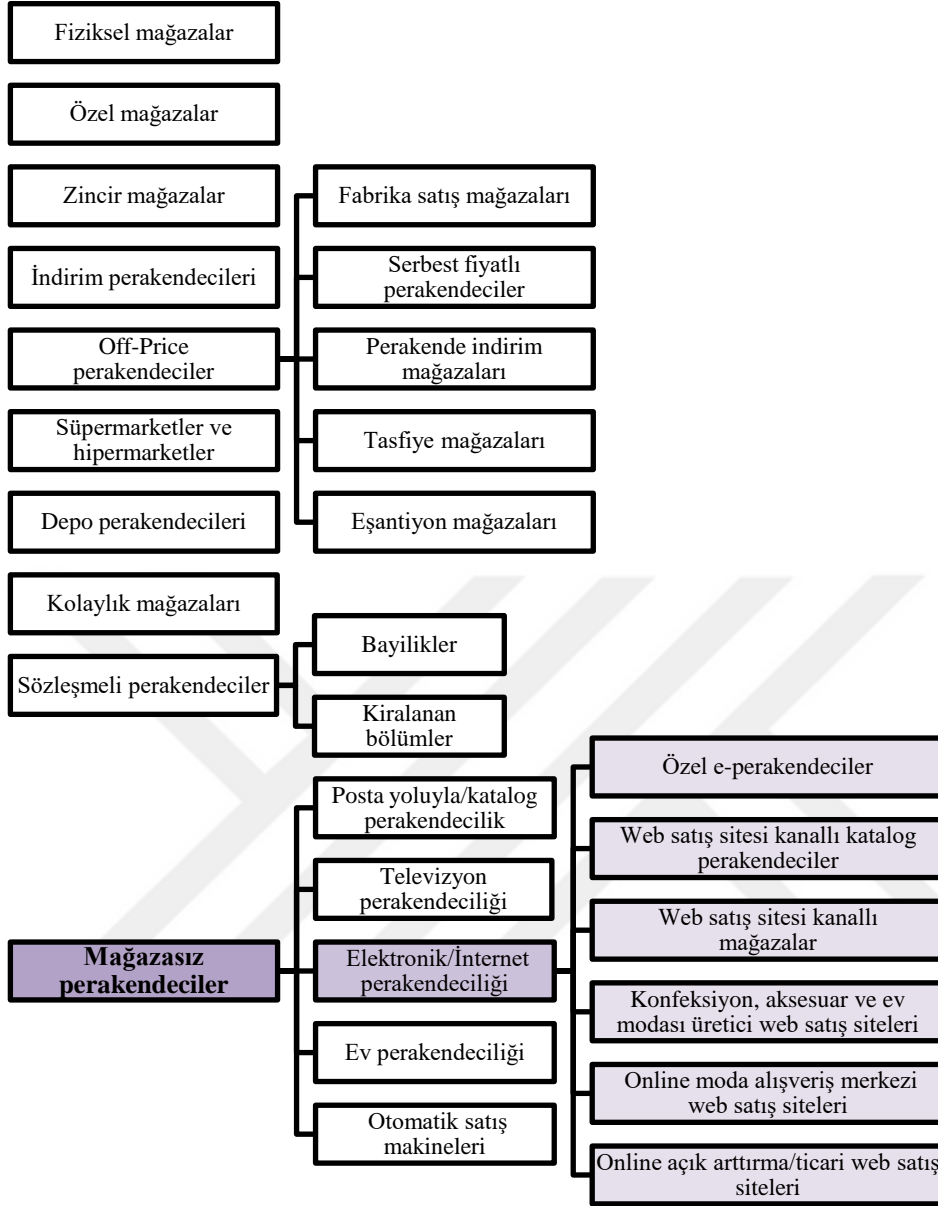 Fiziksel mağazalar
Özel mağazalar
Zincir mağazalar
İndirim perakendecileri
Off-Price
perakendeciler
Fabrika satış mağazaları
Serbest fiyatlı
perakendeciler
Perakende indirim
mağazaları
Tasfiye mağazaları
Eşantiyon mağazaları
Süpermarketler ve
hipermarketler
Depo perakendecileri
Kolaylık mağazaları
Sözleşmeli perakendeciler
Bayilikler
Kiralanan
bölümler
Mağazasız
perakendeciler
Posta yoluyla/katalog
perakendecilik
Televizyon
perakendeciliği
Elektronik/İnternet
perakendeciliği
Özel e-perakendeciler
Web satış sitesi kanallı katalog
perakendeciler
Web satış sitesi kanallı
mağazalar
Konfeksiyon, aksesuar ve ev
modası üretici web satış siteleri
Online moda alışveriş merkezi
web satış siteleri
Online açık arttırma/ticari web satış
siteleri
Ev perakendeciliği
Otomatik satış
makineleri